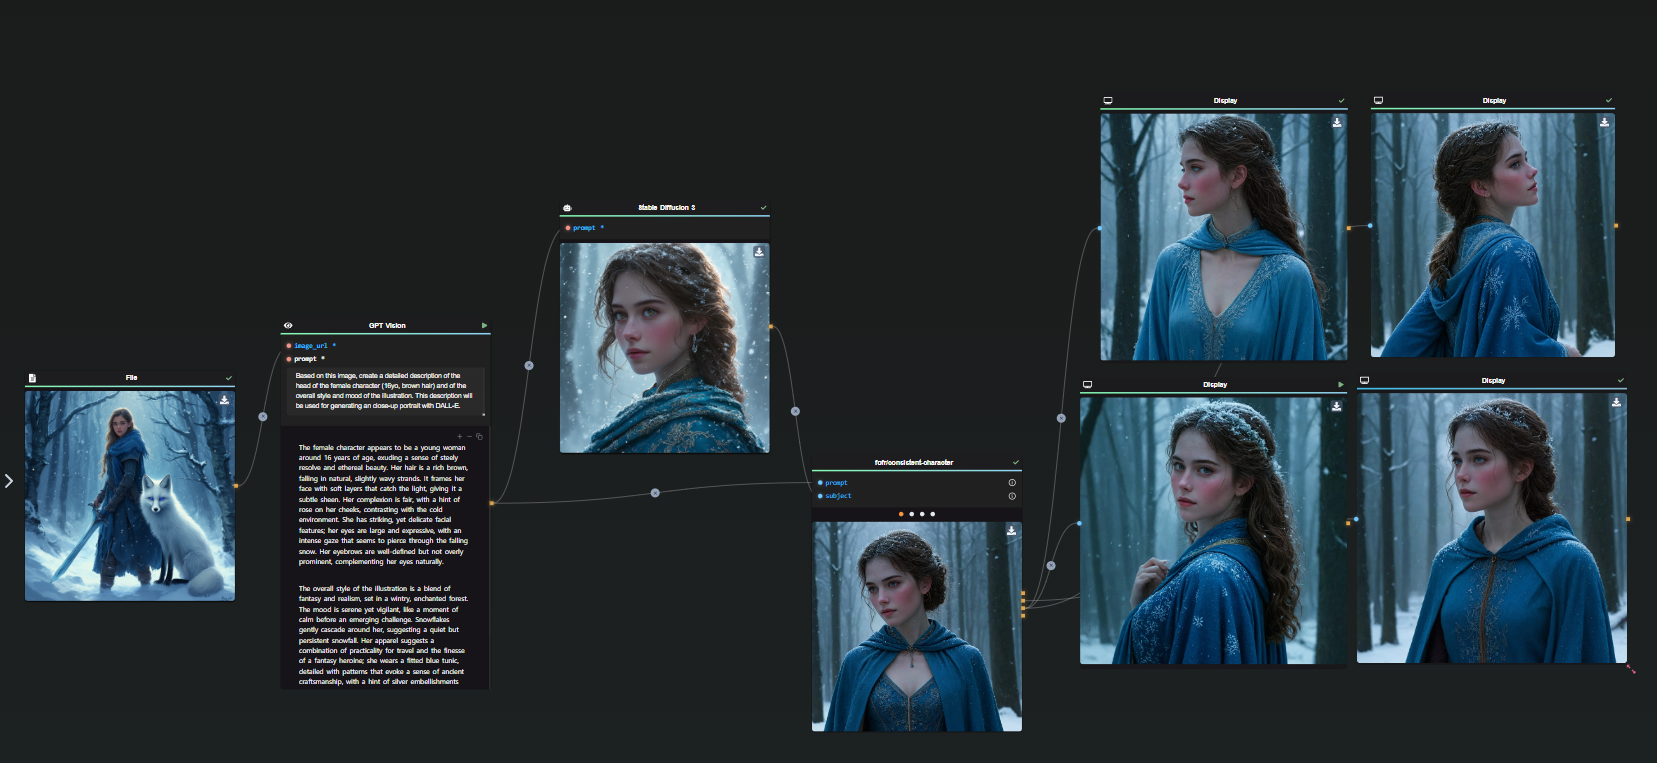 File
GPT Vision
image_url *
prompt *
Based on this image, create a detailed description of the
head of the female character (16yo, brown hair) and of the
overall style and mood of the illustration. This description will
be used for generating an close-up portrait with DALL-E.
The female character appears to be a young woman
around 16 years of age, exuding a sense of steely
resolve and ethereal beauty. Her hair is a rich brown,
falling in natural, slightly wavy strands. It frames her
face with soft layers that catch the light, giving it a
subtle sheen. Her complexion is fair, with a hint of
rose on her cheeks, contrasting with the cold
environment. She has striking, yet delicate facial
features; her eyes are large and expressive, with an
intense gaze that seems to pierce through the falling
snow. Her eyebrows are well-defined but not overly
prominent, complementing her eyes naturally.
The overall style of the illustration is a blend of
fantasy and realism, set in a wintry, enchanted forest.
The mood is serene yet vigilant, like a moment of
calm before an emerging challenge. Snowflakes
gently cascade around her, suggesting a quiet but
persistent snowfall. Her apparel suggests a
combination of practicality for travel and the finesse
of a fantasy heroine; she wears a fitted blue tunic,
detailed with patterns that evoke a sense of ancient
craftsmanship, with a hint of silver embellishments
Stable Diffusion 3
prompt *
fofr/consistent-character
prompt
subject
Display
Display
Display
Display